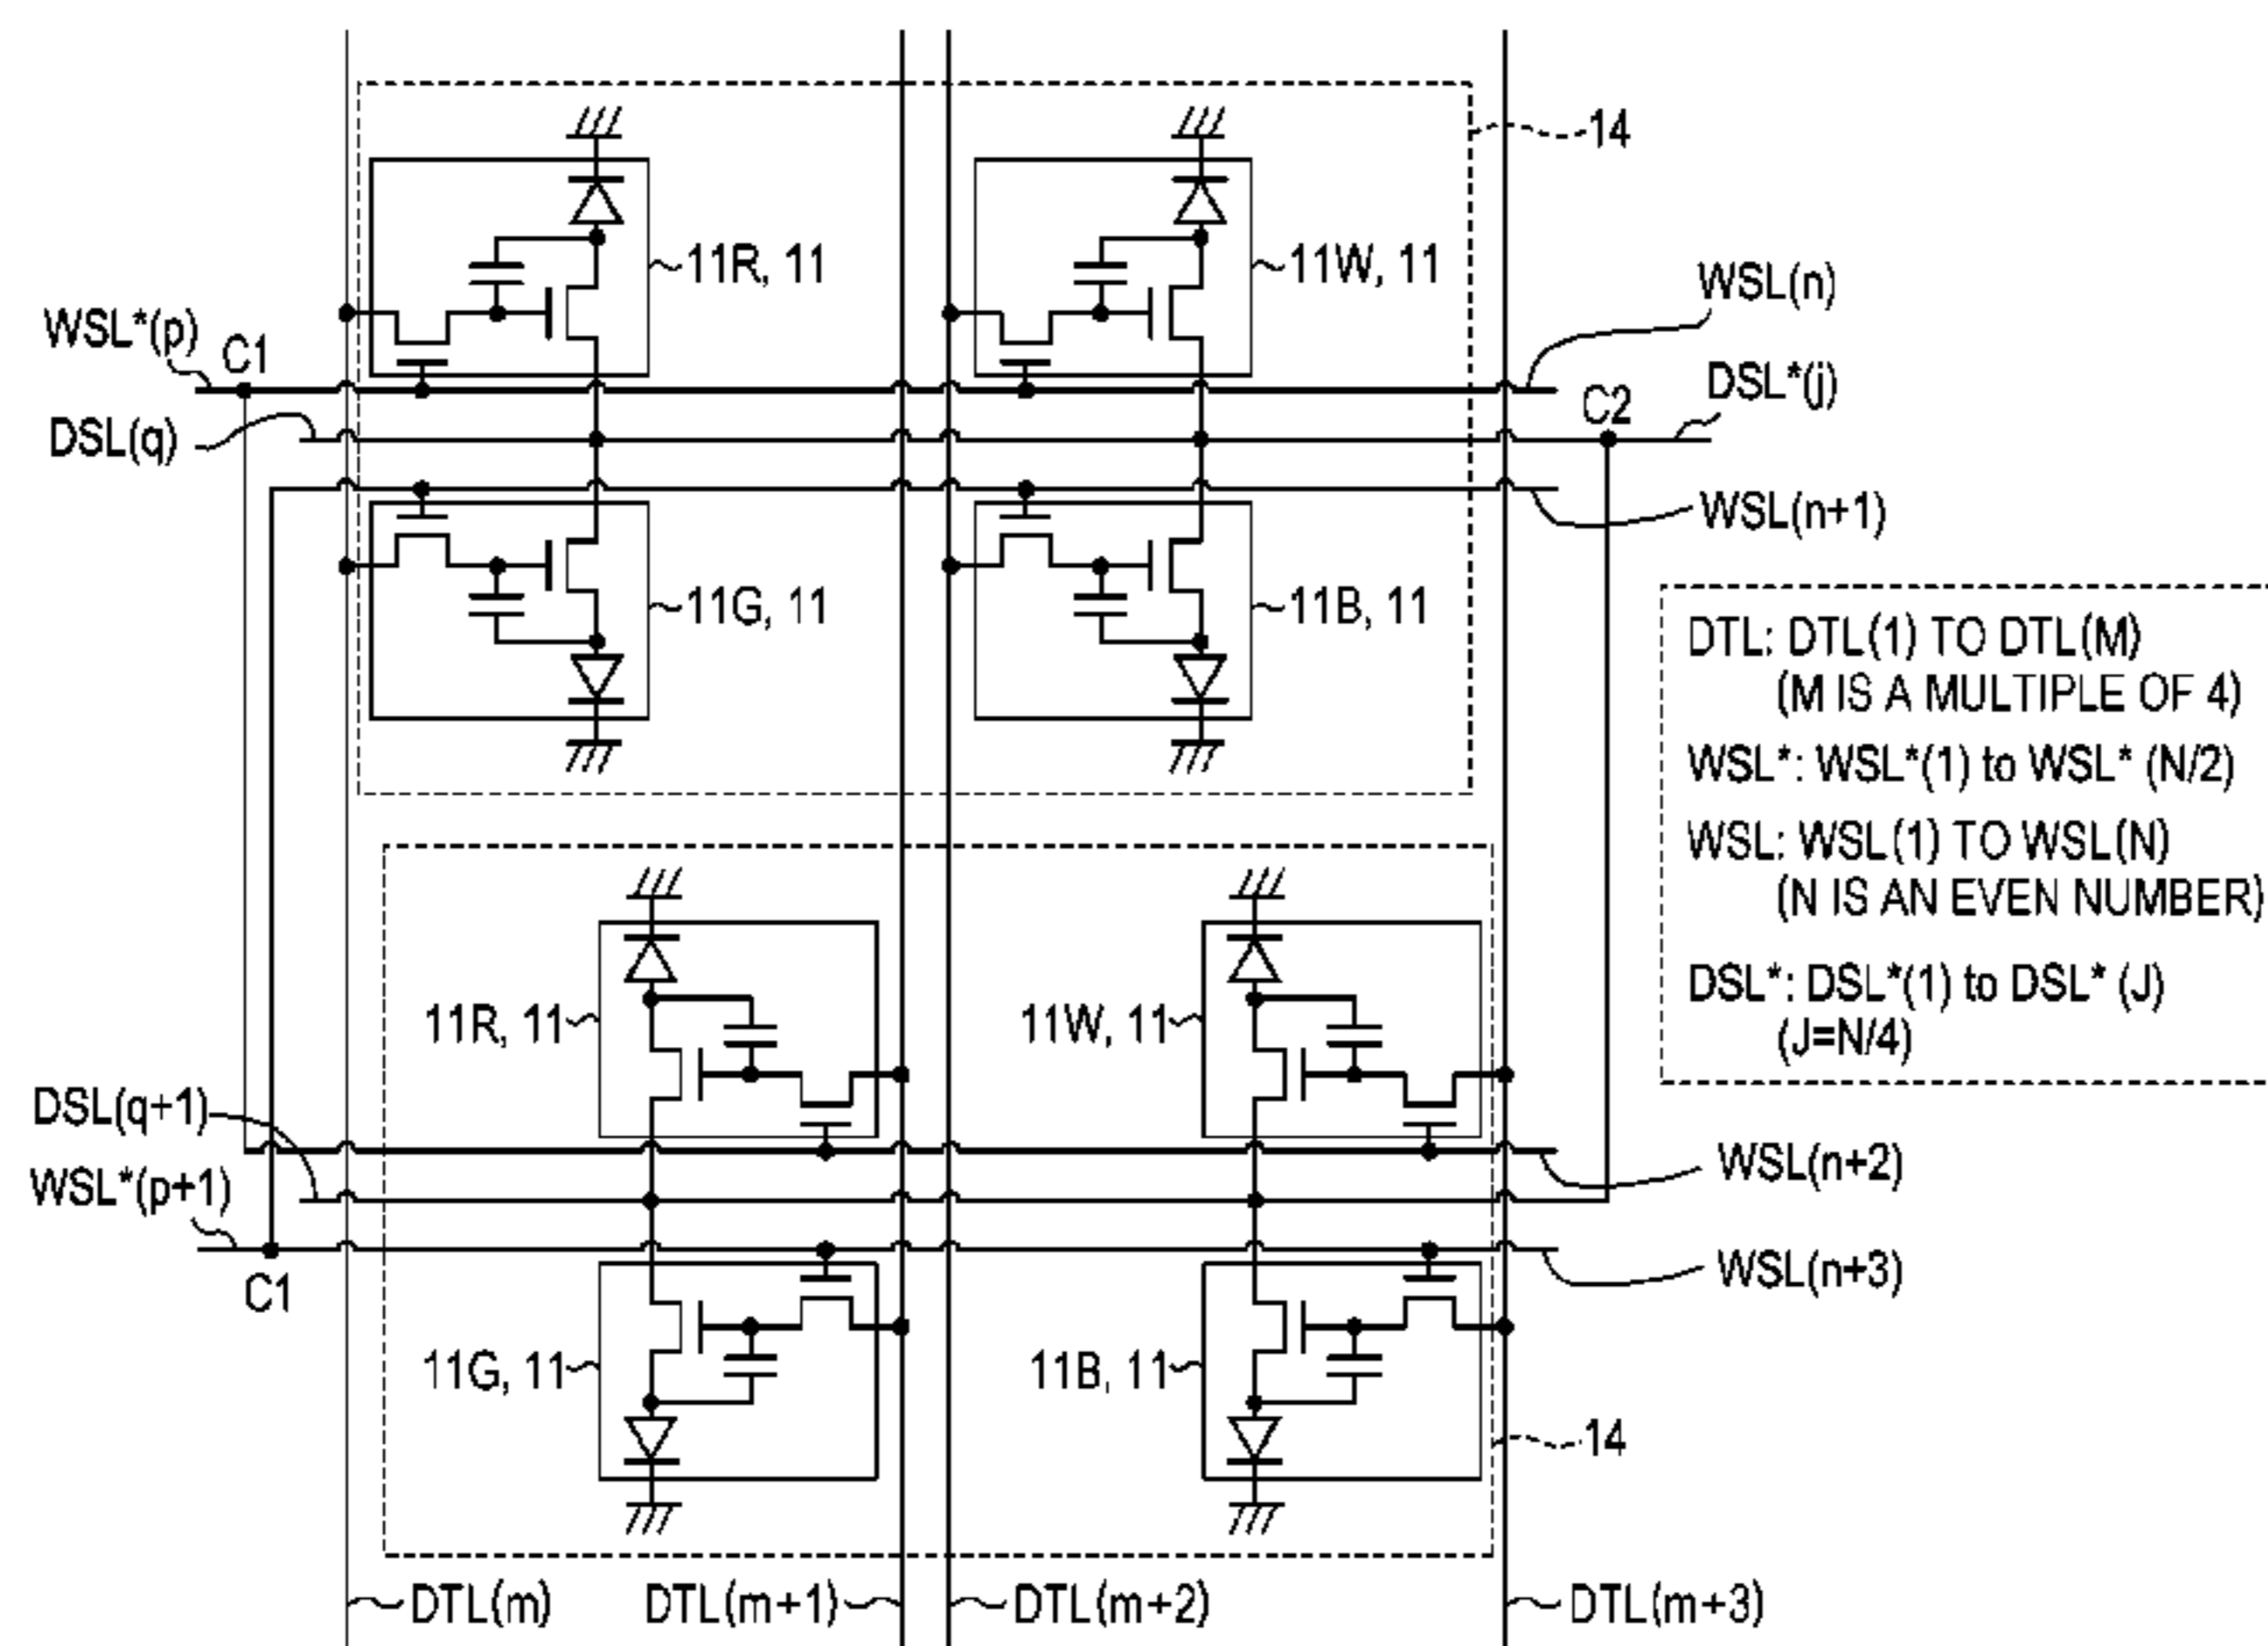 14
11R, 11
11W, 11
WSL(n)
WSL*(p)
C1
DSL*(j)
C2
DSL(q)
WSL(n+1)
11G, 11
11B, 11
DTL: DTL(1) TO DTL(M)
(M IS A MULTIPLE OF 4)
WSL*: WSL*(1) to WSL* (N/2)
WSL: WSL(1) TO WSL(N)
(N IS AN EVEN NUMBER)
DSL*: DSL*(1) to DSL* (J)
(J=N/4)
11R, 11
11W, 11
DSL(q+1)
WSL(n+2)
WSL*(p+1)
WSL(n+3)
C1
11G, 11
11B, 11
14
DTL(m)
DTL(m+1)
DTL(m+2)
DTL(m+3)